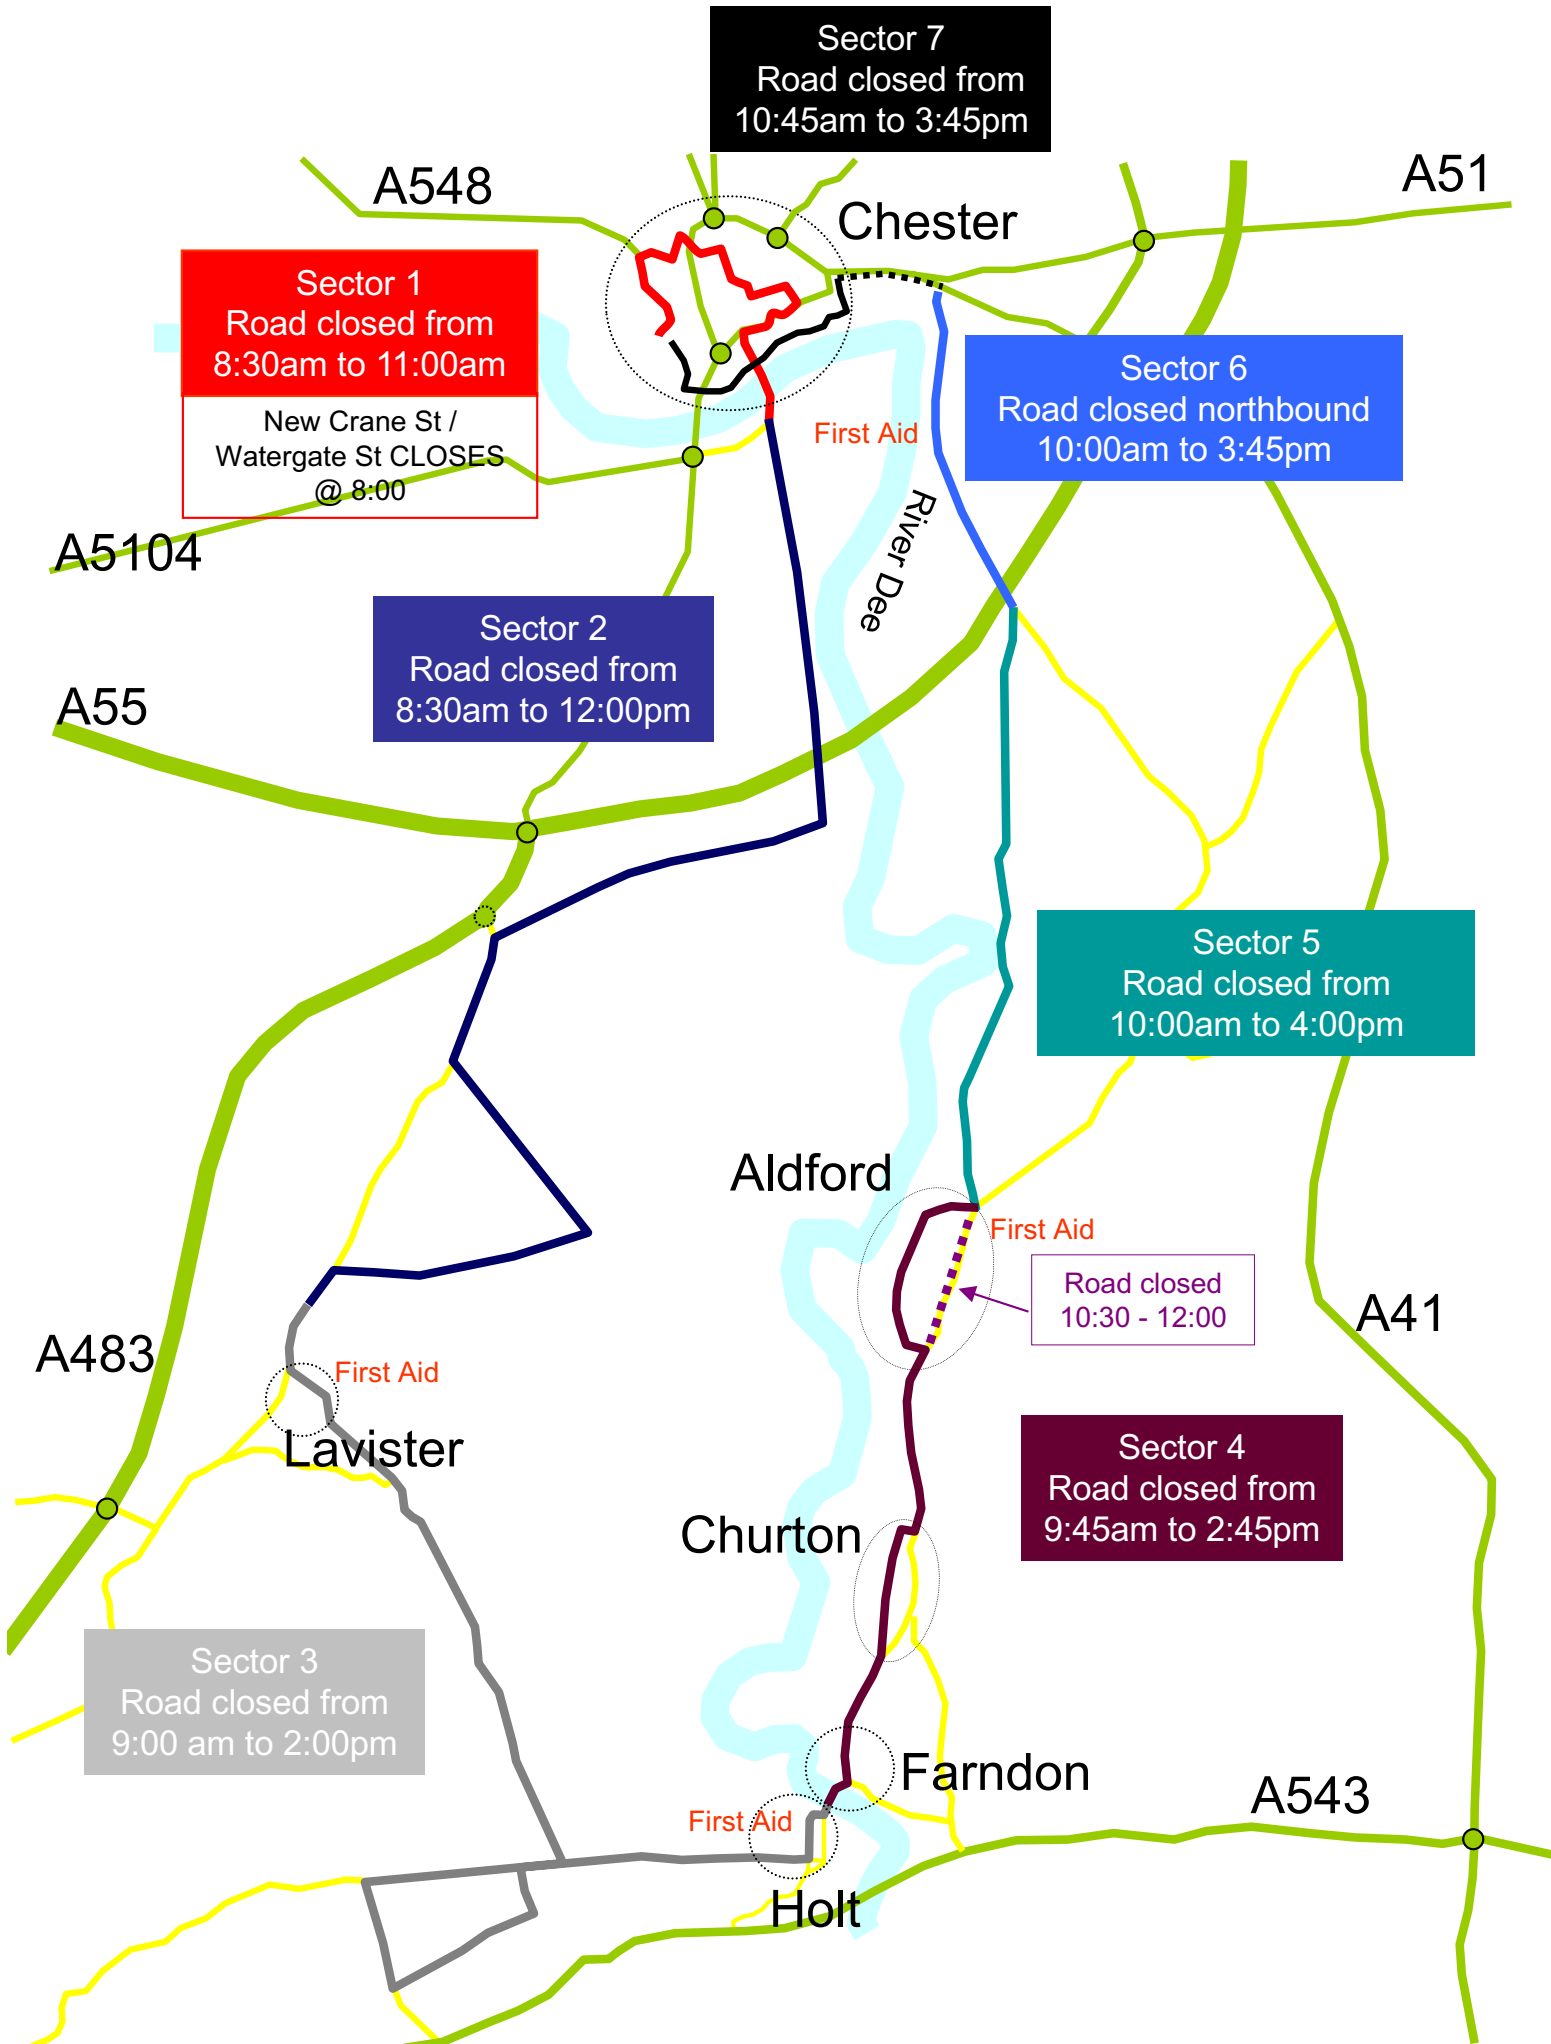 Sector 7
Road closed from
10:45am to 3:45pm
A548
A51
Chester
Sector 1
Road closed from
8:30am to 11:00am
New Crane St /
Watergate St CLOSES
@ 8:00
Sector 6
Road closed northbound
10:00am to 3:45pm
First Aid
River Dee
A5104
Sector 2
Road closed from
8:30am to 12:00pm
A55
Sector 5
Road closed from
10:00am to 4:00pm
Aldford
First Aid
Road closed
10:30 - 12:00
A483
A41
First Aid
Lavister
Sector 4
Road closed from
9:45am to 2:45pm
Churton
Sector 3
Road closed from
9:00 am to 2:00pm
Farndon
A543
First Aid
Holt